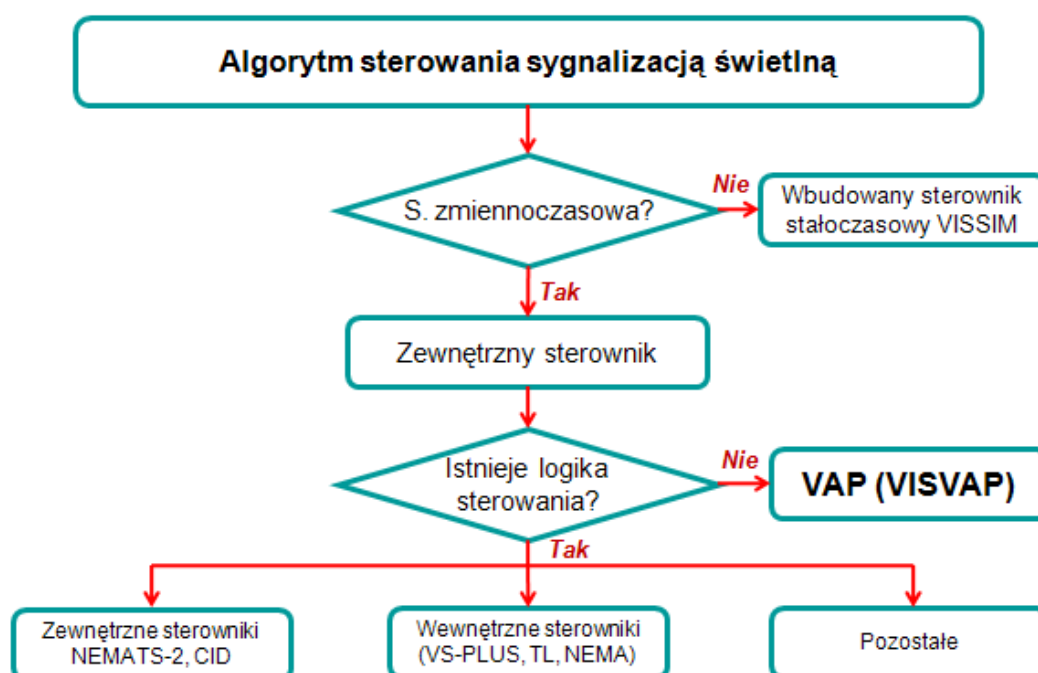 Algorytm sterowania sygnalizacją świetlną
S. zmiennoczasowa?
Nie
Wbudowany sterownik
stałoczasowy VISSIM
Tak
Zewnętrzny sterownik
Istnieje logika
sterowania?
Nie
VAP (VISVAP)
Tak
Zewnętrzne sterowniki
NEMATS-2, CID
Wewnętrzne sterowniki
(VS-PLUS, TL, NEMA)
Pozostałe